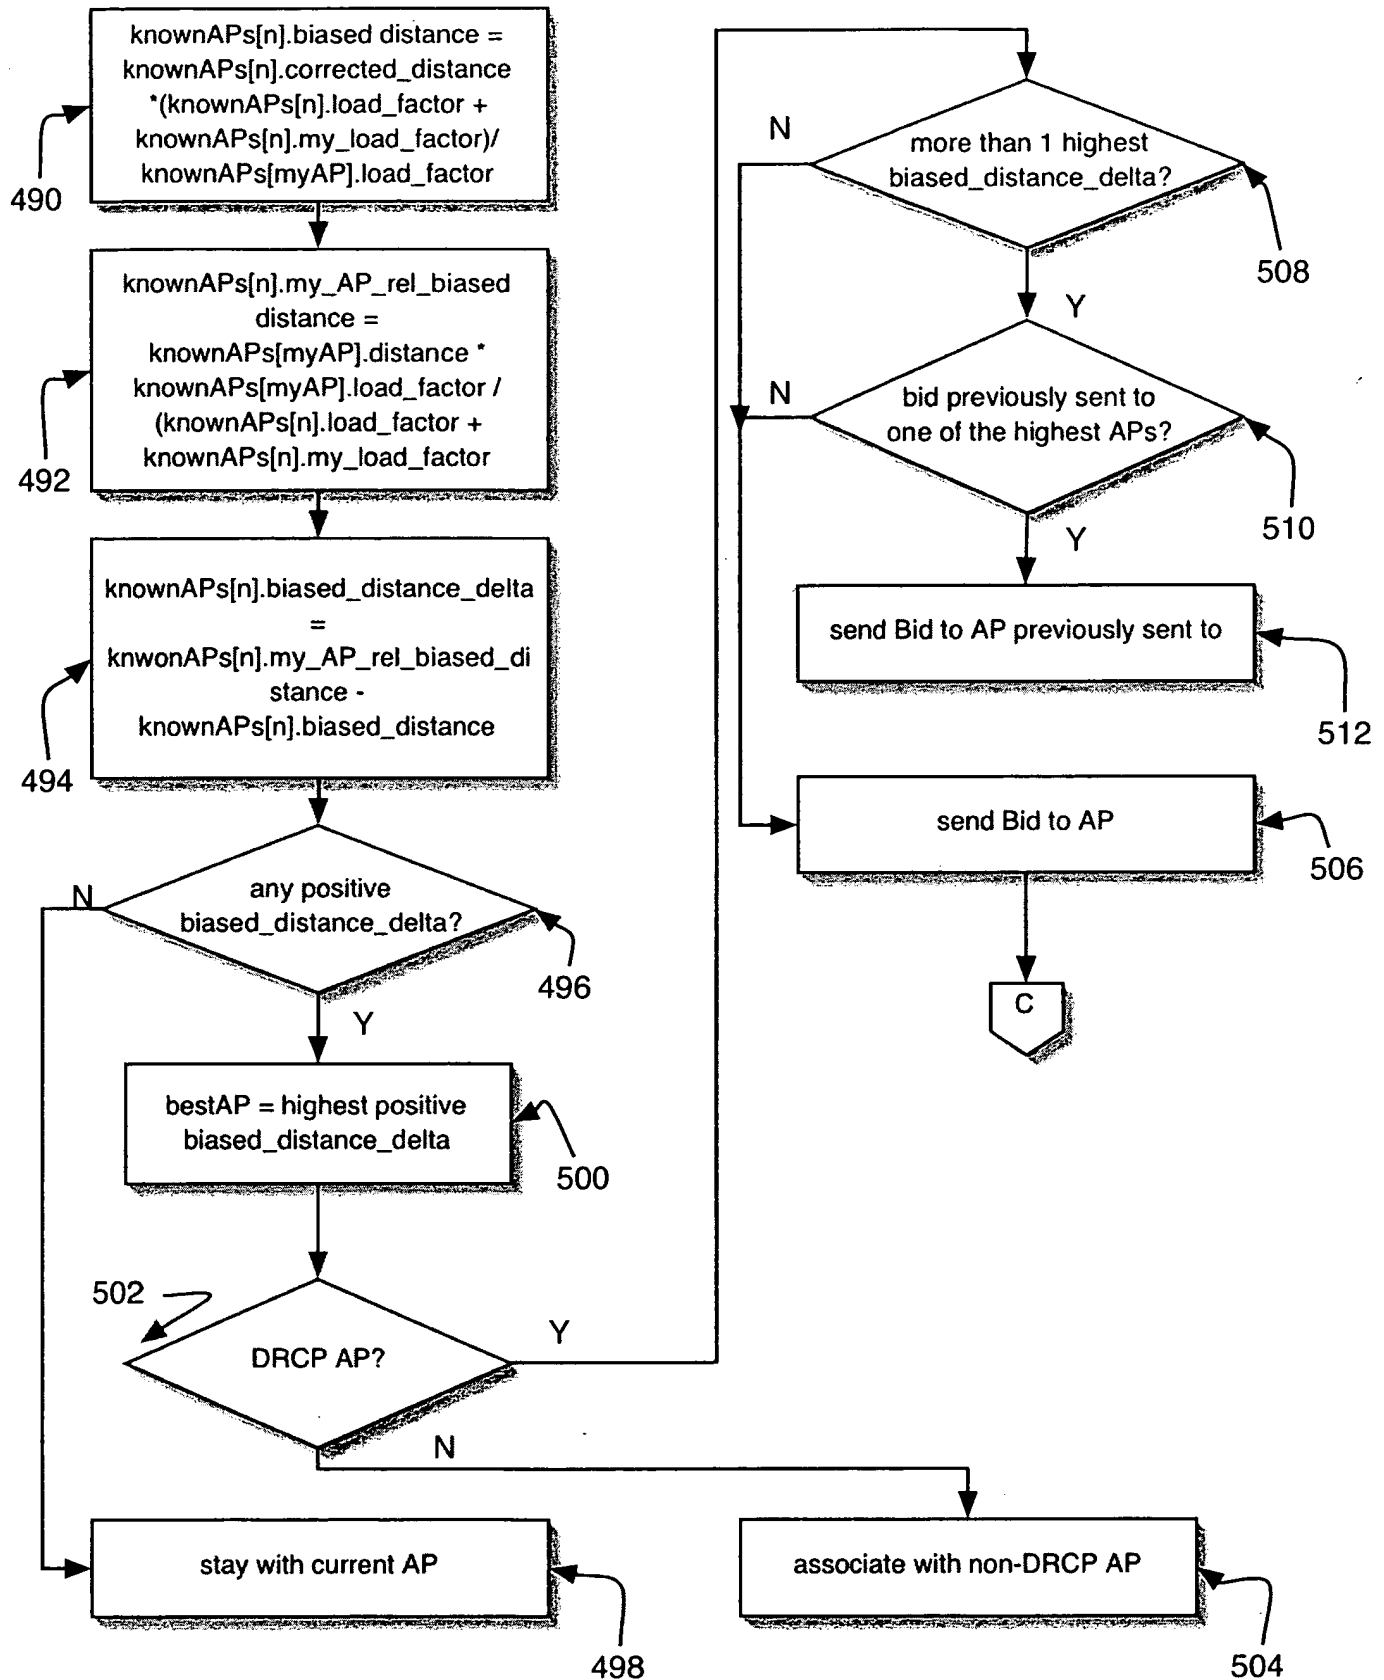 knownAPs[n].biased distance =
knownAPs[n].corrected_distance
*(knownAPs[n].load_factor +
knownAPs[n].my_load_factor)/
knownAPs[myAP].load_factor
490
knownAPs[n].my_AP_rel_biased
distance =
knownAPs[myAP].distance *
knownAPs[myAP].load_factor /
(knownAPs[n].load_factor +
knownAPs[n].my_load_factor
492
knownAPs[n].biased_distance_delta
=
knwonAPs[n].my_AP_rel_biased_di
stance -
knownAPs[n].biased_distance
494
any positive
biased_distance_delta?
N
496
Y
bestAP = highest positive
biased_distance_delta
500
502
DRCP AP?
Y
N
stay with current AP
498
associate with non-DRCP AP
504
more than 1 highest
biased_distance_delta?
N
508
Y
bid previously sent to
one of the highest APs?
N
510
Y
send Bid to AP previously sent to
512
send Bid to AP
506
C